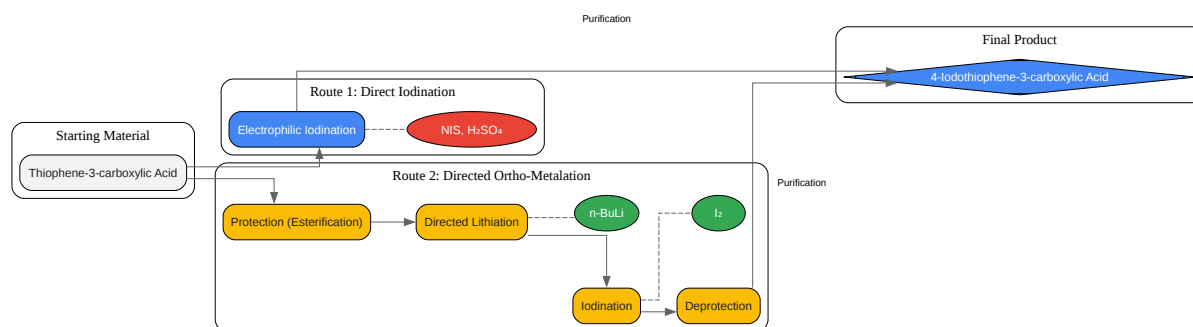 Purification
Final Product
4-Iodothiophene-3-carboxylic Acid
Route 1: Direct Iodination
Electrophilic Iodination
NIS, H₂SO₄
Starting Material
Thiophene-3-carboxylic Acid
Route 2: Directed Ortho-Metalation
Purification
Protection (Esterification)
Directed Lithiation
n-BuLi
I₂
Iodination
Deprotection